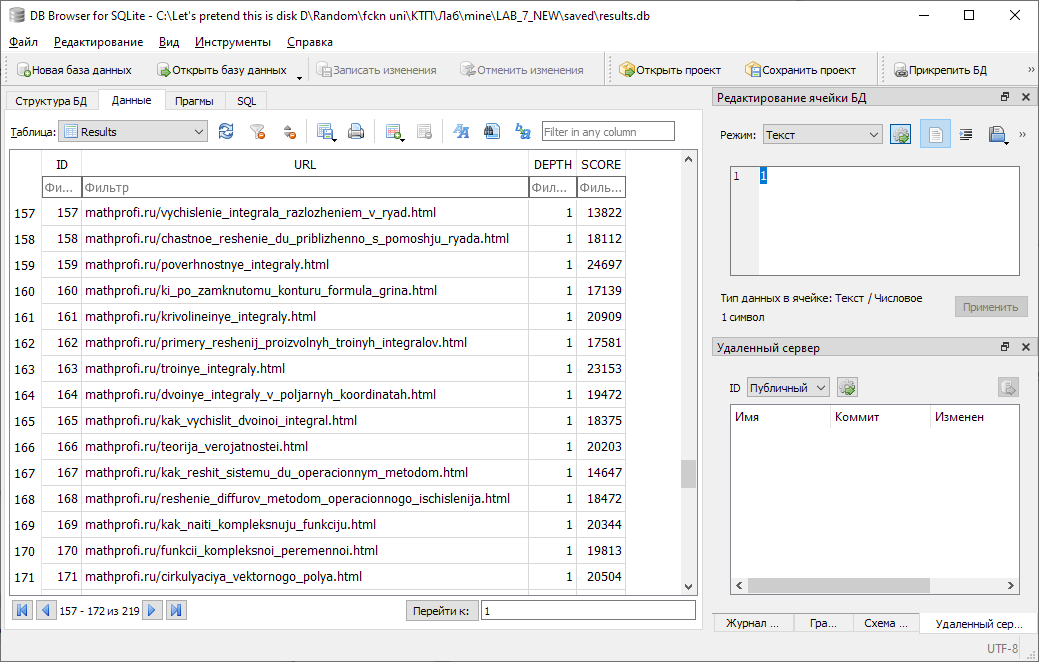 DB Browser for SQLite - C:\Let's pretend this is disk D\Random\fckn uni\КТП\Лаб\mine\LAB_7_NEW\saved\results.db
Файл Редактирование Вид Инструменты Справка
Новая база данных Открыть базу данных Записать изменения Отменить изменения Открыть проект Сохранить проект Прикрепить БД »
Структура БД Данные Прагмы SQL
Таблица: Results Filter in any column
ID URL DEPTH SCORE
Фи... Фильтр Фил... Филь...
157 157 mathprofi.ru/vychislenie_integrala_razlozheniem_v_ryad.html 1 13822
158 158 mathprofi.ru/chastnoe_reshenie_du_priblizhenno_s_pomoshju_ryada.html 1 18112
159 159 mathprofi.ru/poverhnostnye_integraly.html 1 24697
160 160 mathprofi.ru/ki_po_zamknutomu_konturu_formula_grina.html 1 17139
161 161 mathprofi.ru/krivolineinye_integraly.html 1 20909
162 162 mathprofi.ru/primery_reshenij_proizvolnyh_troinyh_integralov.html 1 17581
163 163 mathprofi.ru/troinye_integraly.html 1 23153
164 164 mathprofi.ru/dvoinye_integraly_v_poljarnyh_koordinatah.html 1 19472
165 165 mathprofi.ru/kak_vychislit_dvoinoi_integral.html 1 18375
166 166 mathprofi.ru/teorija_verojatnostei.html 1 20203
167 167 mathprofi.ru/kak_reshit_sistemu_du_operacionnym_metodom.html 1 14647
168 168 mathprofi.ru/reshenie_diffurov_metodom_operacionnogo_ischislenija.html 1 18472
169 169 mathprofi.ru/kak_naiti_kompleksnuju_funkciju.html 1 20344
170 170 mathprofi.ru/funkcii_kompleksnoi_peremennoi.html 1 19813
171 171 mathprofi.ru/cirkulyaciya_vektornogo_polya.html 1 20504
157 - 172 из 219 Перейти к: 1
Редактирование ячейки БД
Режим: Текст »
1 1
Тип данных в ячейке: Текст / Числовое
1 символ
Применить
Удаленный сервер
ID Публичный
Имя Коммит Изменен
Журнал ... Гра... Схема ... Удаленный сер...
UTF-8